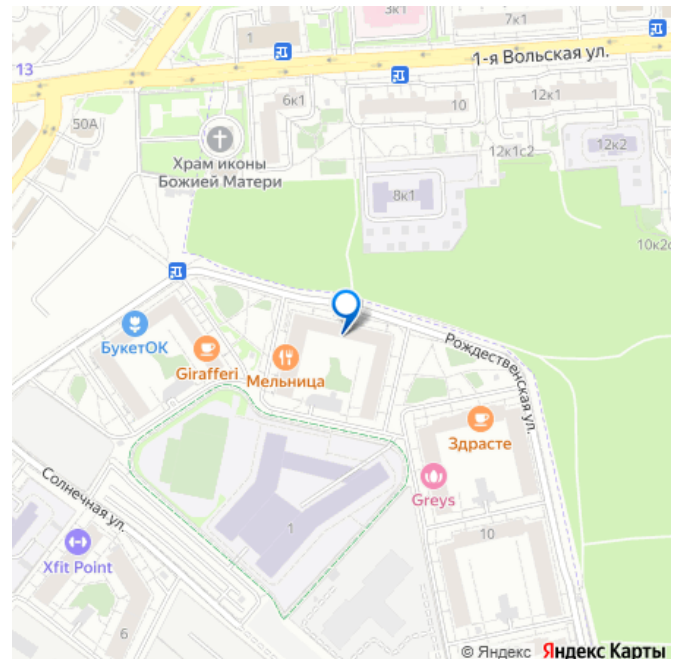 3к1
7к1
1
1-я Вольская ул.
13
6к1
10
12к1
50А
Храм иконы
Божией Матери
12к1с2
12к2
8к1
БукетОК
Girafferi
Мельница
Рождественская ул.
Здрасте
Greys
Солнечная ул.
1
10
Xfit Point
6
© Яндекс Яндекс Карты